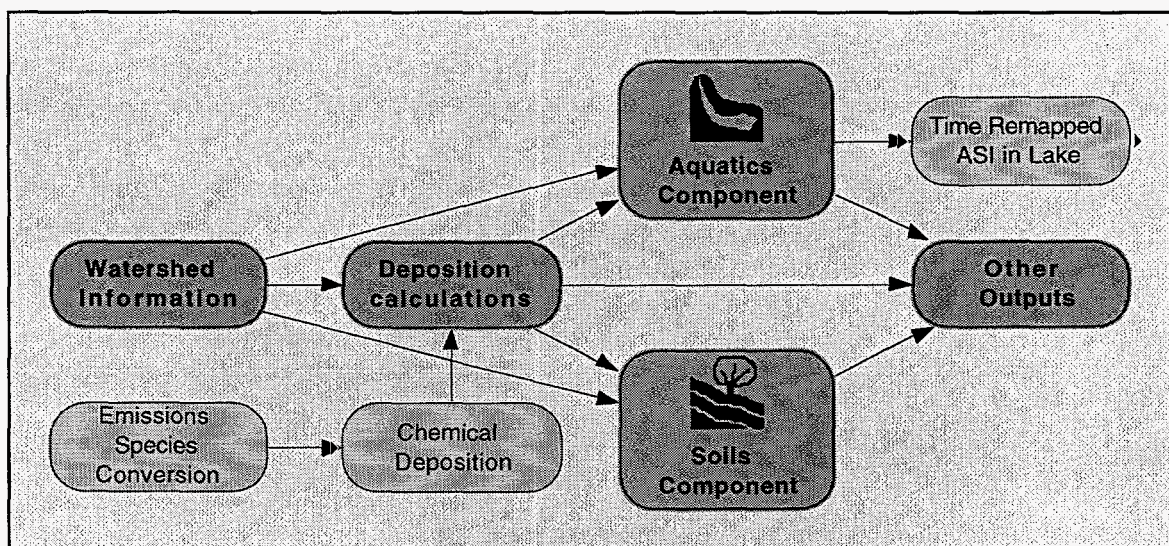 Aquatics
Component
Time Remapped
ASI in Lake
Watershed
Information
Deposition
calculations
Other
Outputs
Emissions
Species
Conversion
Chemical
Deposition
Soils
Component